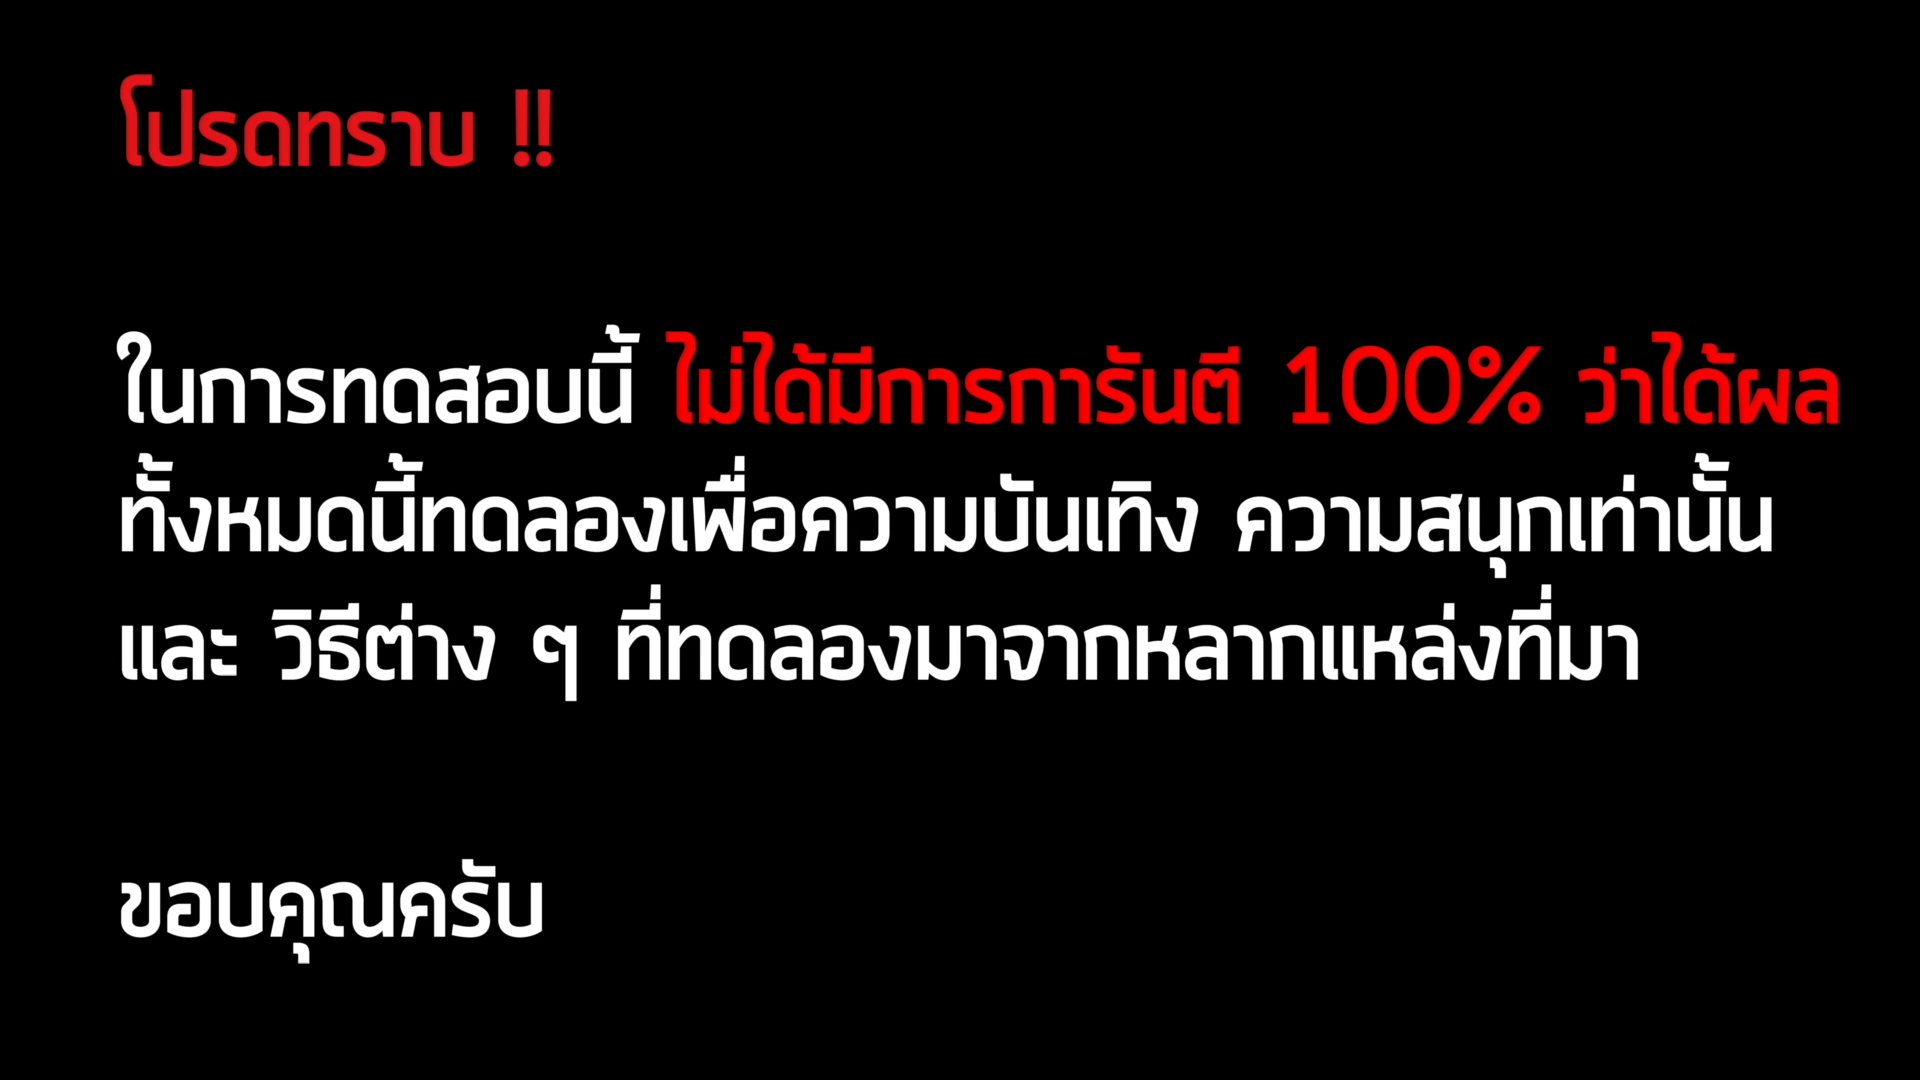 โปรดทราบ !!
ในการทดสอบนี้ ไม่ได้มีการการันตี 100% ว่าได้ผล
ทั้งหมดนี้ทดลองเพื่อความบันเทิง ความสนุกเท่านั้น
และ วิธีต่าง ๆ ที่ทดลองมาจากหลากแหล่งที่มา
ขอบคุณครับ